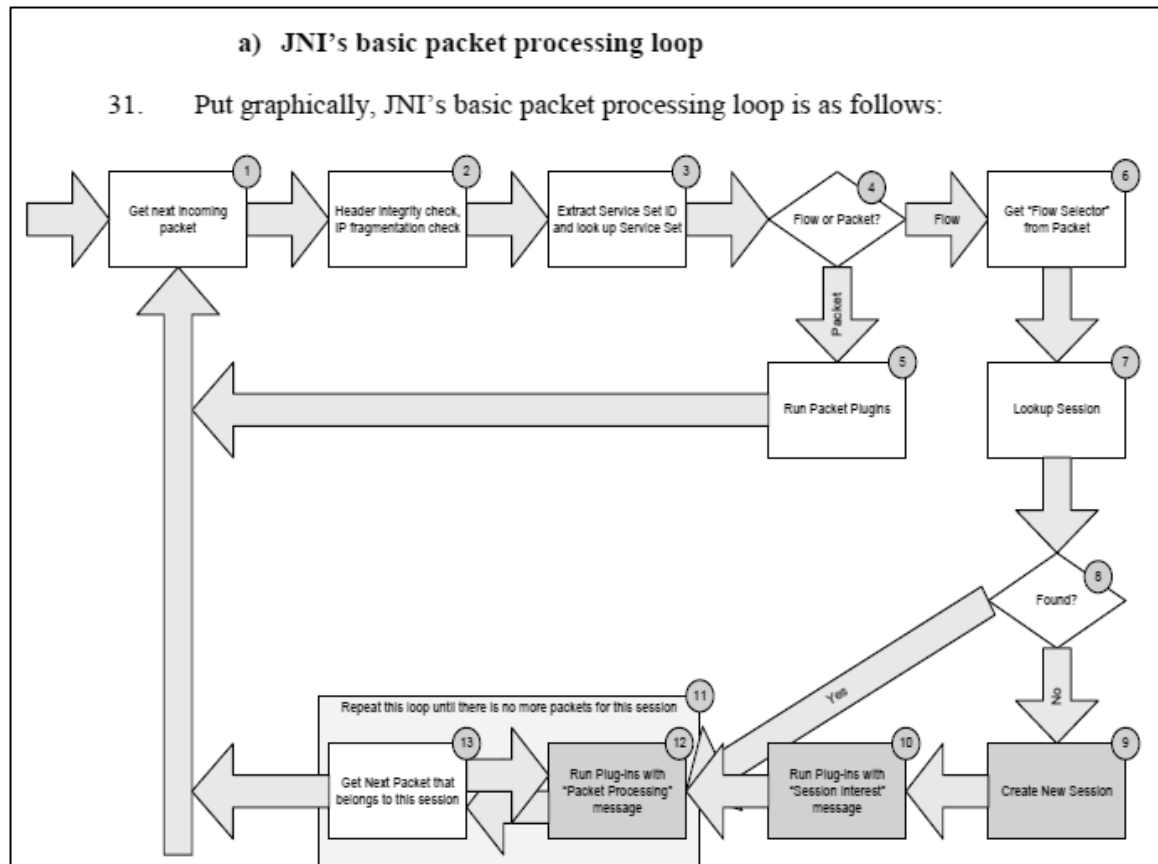 a) JNI's basic packet processing loop
31. Put graphically, JNI's basic packet processing loop is as follows:
1
Get next incoming
packet
2
Header integrity check,
IP fragmentation check
3
Extract Service Set ID
and look up Service Set
4
Flow or Packet?
Flow
6
Get "Flow Selector"
from Packet
Packet
5
Run Packet Plugins
7
Lookup Session
8
Found?
Yes
No
11
Repeat this loop until there is no more packets for this session
13
Get Next Packet that
belongs to this session
12
Run Plug-ins with
"Packet Processing"
message
10
Run Plug-ins with
"Session Interest"
message
9
Create New Session